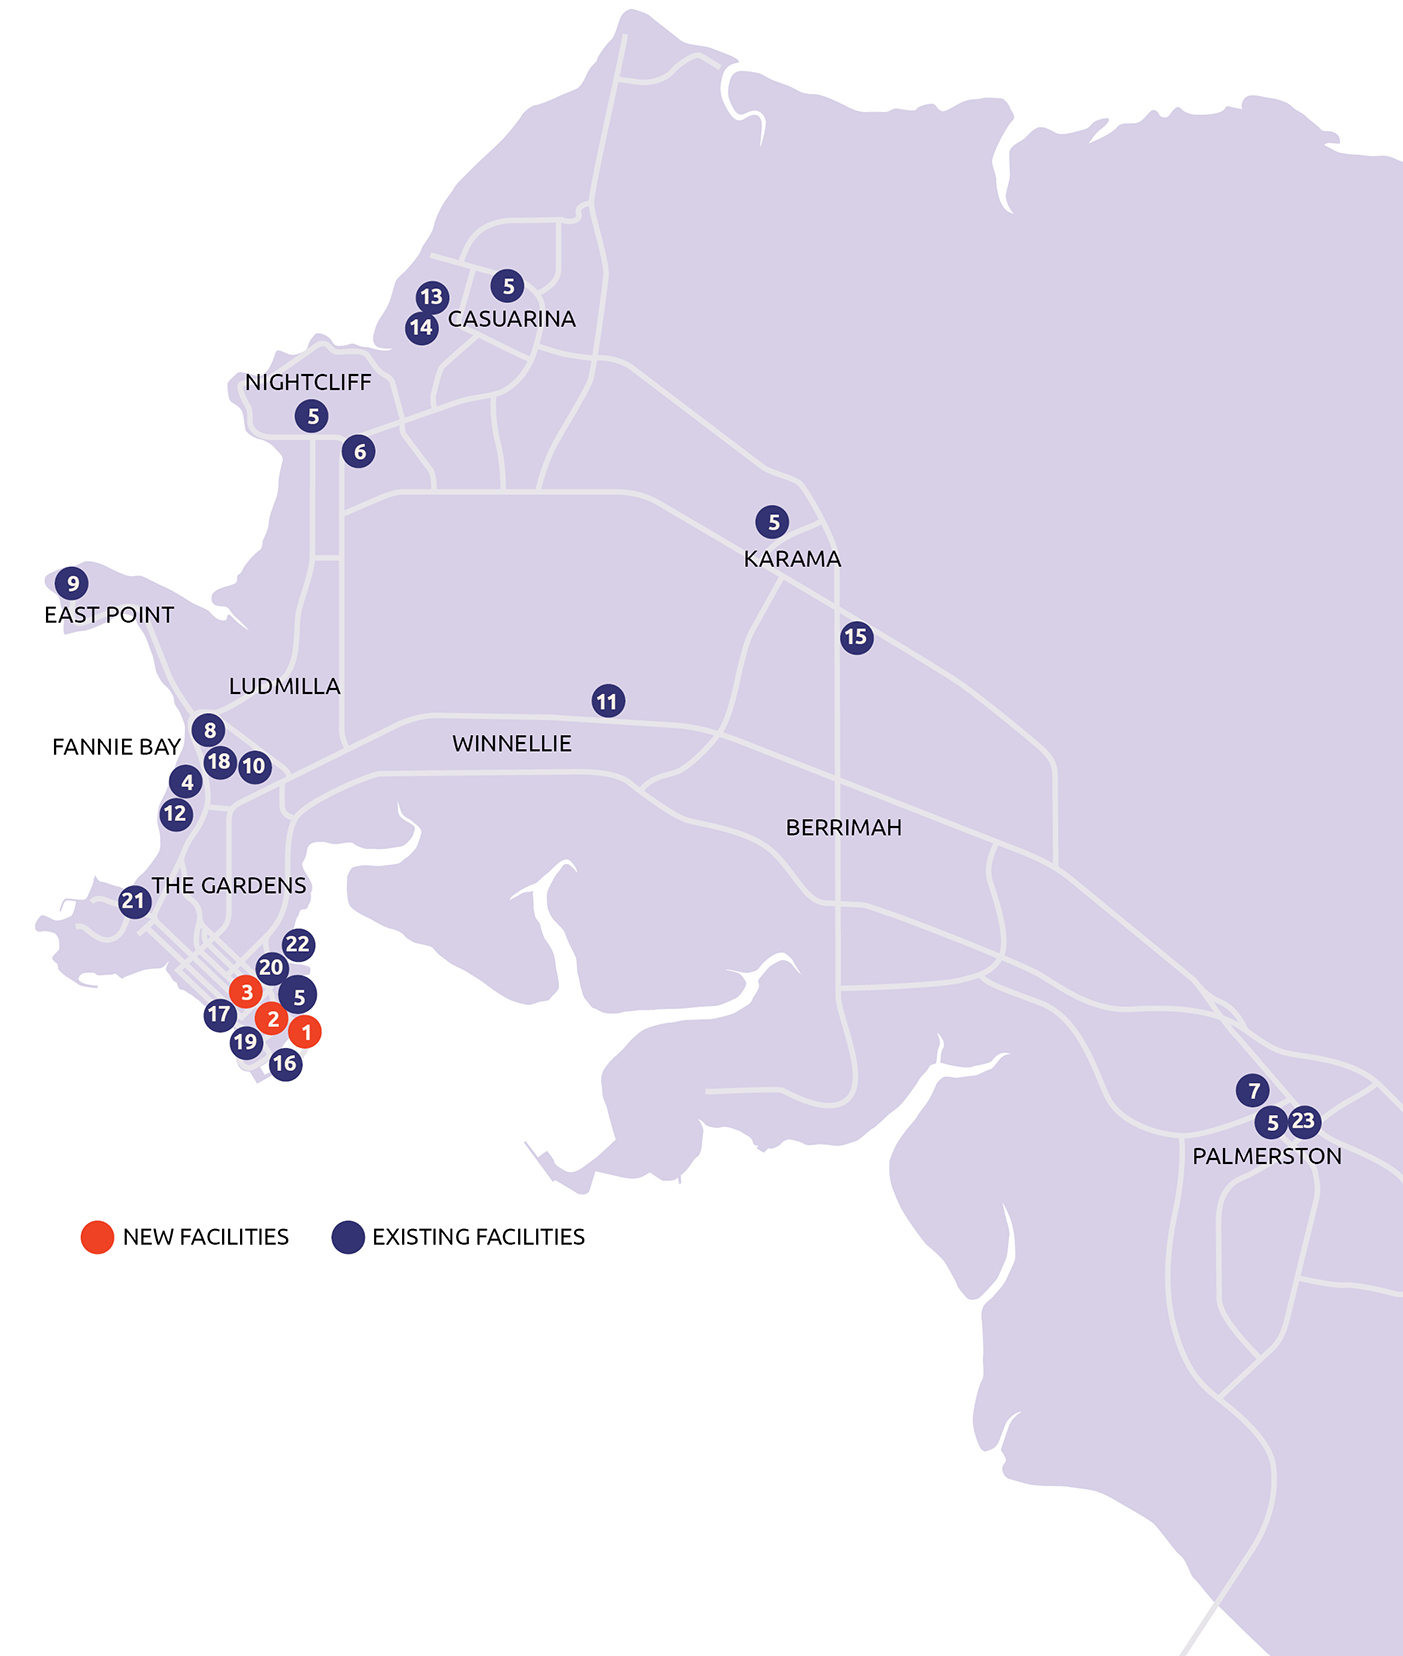 5
13
CASUARINA
14
NIGHTCLIFF
5
6
5
KARAMA
9
EAST POINT
15
LUDMILLA
11
8
FANNIE BAY
WINNELLIE
18
10
4
12
BERRIMAH
THE GARDENS
21
22
20
3
5
17
2
1
19
16
7
5
23
PALMERSTON
NEW FACILITIES
EXISTING FACILITIES